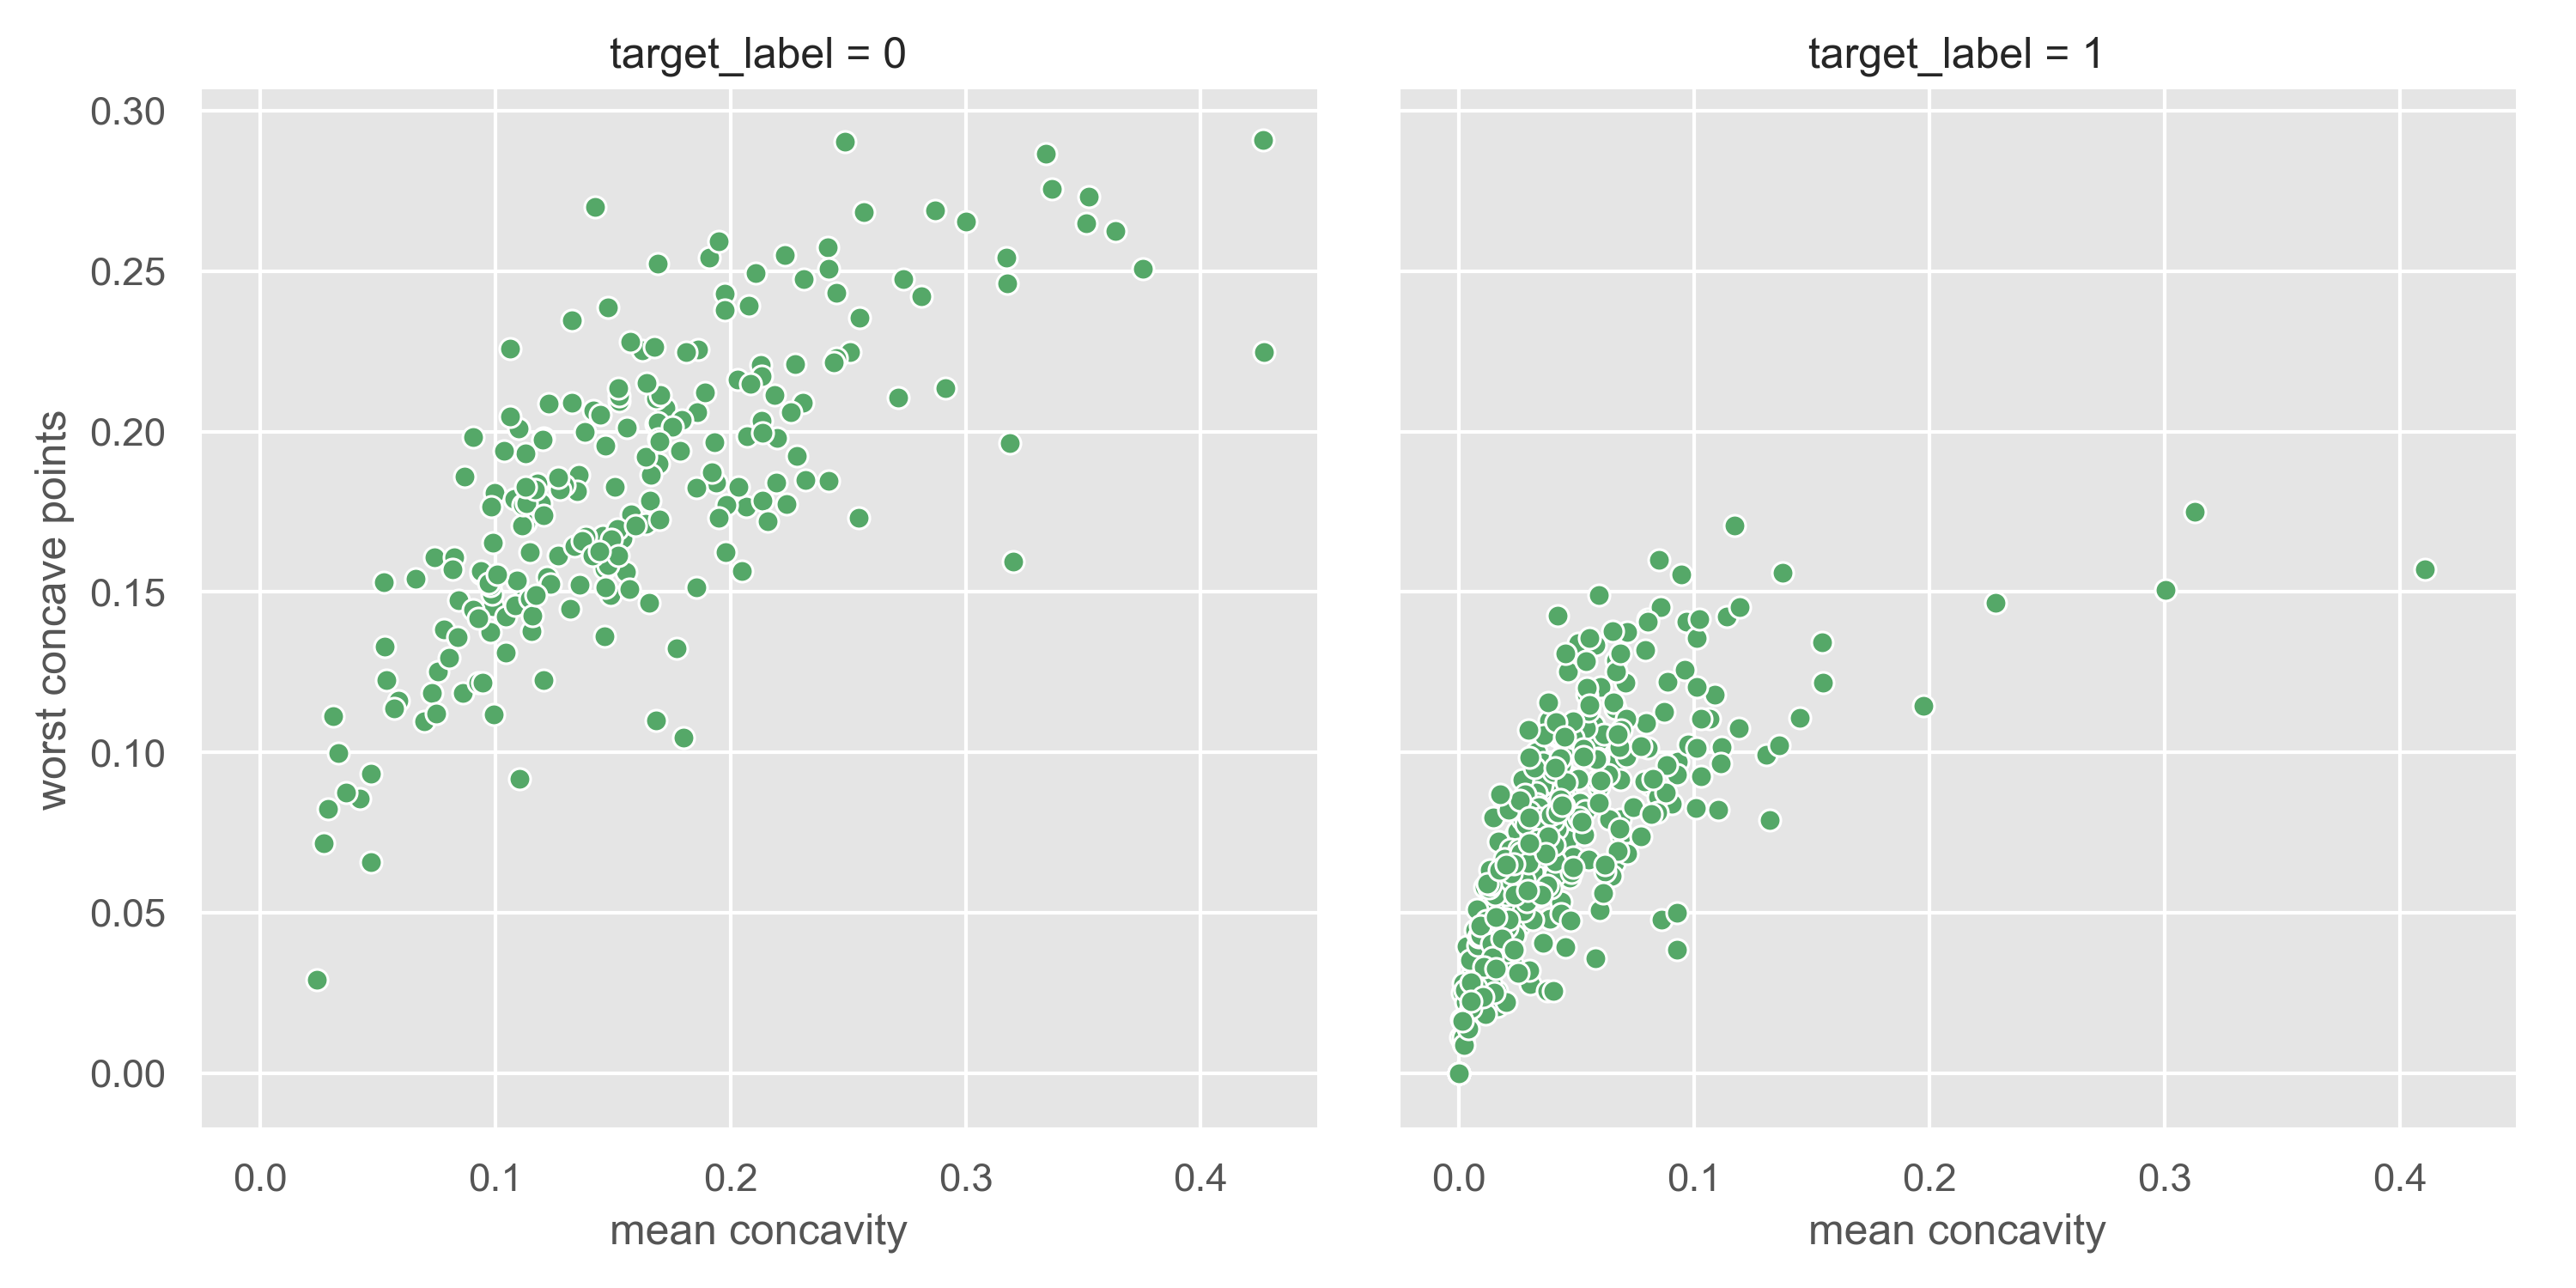 target_label = 0
target_label = 1
worst concave points
0.30
0.25
0.20
0.15
0.10
0.05
0.00
0.0 0.1 0.2 0.3 0.4
0.0 0.1 0.2 0.3 0.4
mean concavity
mean concavity